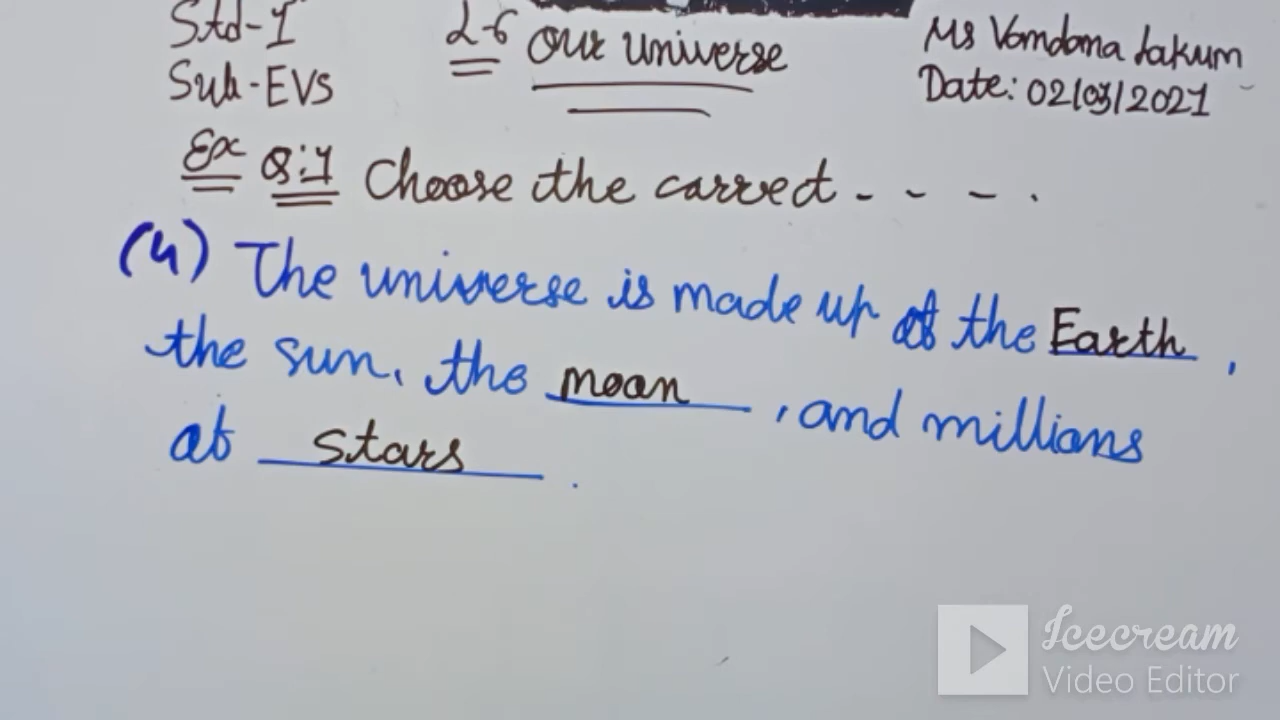 Std-1 L-6 Our universe Ms Vandana Lakum
Sub-EVS Date: 02/03/2021
Ex Q:1 Choose the correct - - - .
(4) The universe is made up of the Earth,
the sun, the moon, and millions
of stars.
Icecream
Video Editor